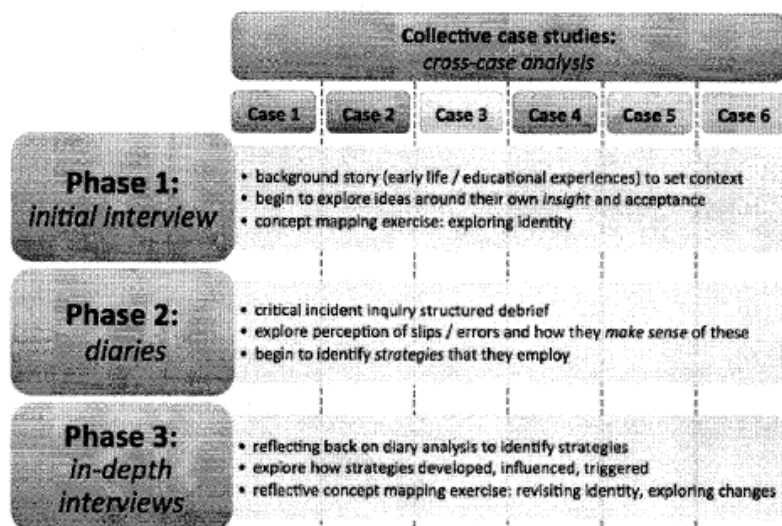 Collective case studies:
cross-case analysis
Case 1 Case 2 Case 3 Case 4 Case 5 Case 6
Phase 1:
initial interview
• background story (early life / educational experiences) to set context
• begin to explore ideas around their own insight and acceptance
• concept mapping exercise: exploring identity
Phase 2:
diaries
• critical incident inquiry structured debrief
• explore perception of slips / errors and how they make sense of these
• begin to identify strategies that they employ
Phase 3:
in-depth
interviews
• reflecting back on diary analysis to identify strategies
• explore how strategies developed, influenced, triggered
• reflective concept mapping exercise: revisiting identity, exploring changes